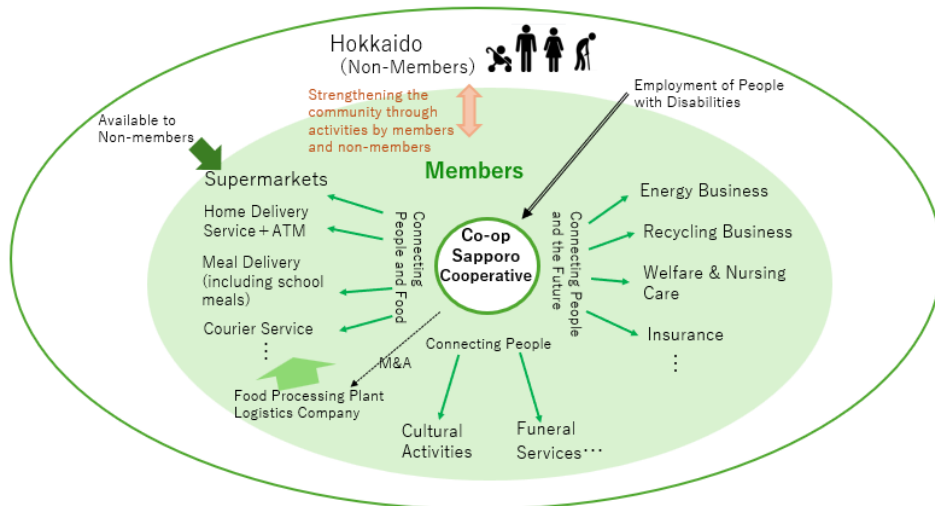 Hokkaido
(Non-Members)
Strengthening the
community through
activities by members
and non-members
Employment of People
with Disabilities
Available to
Non-members
Members
Supermarkets
Home Delivery
Service+ATM
Meal Delivery
(including school
meals)
Courier Service
⋮
Connecting
People and Food
Co-op
Sapporo
Cooperative
Connecting People
and the Future
Energy Business
Recycling Business
Welfare & Nursing
Care
Insurance
⋮
Connecting People
M&A
Food Processing Plant
Logistics Company
Cultural
Activities
Funeral
Services…